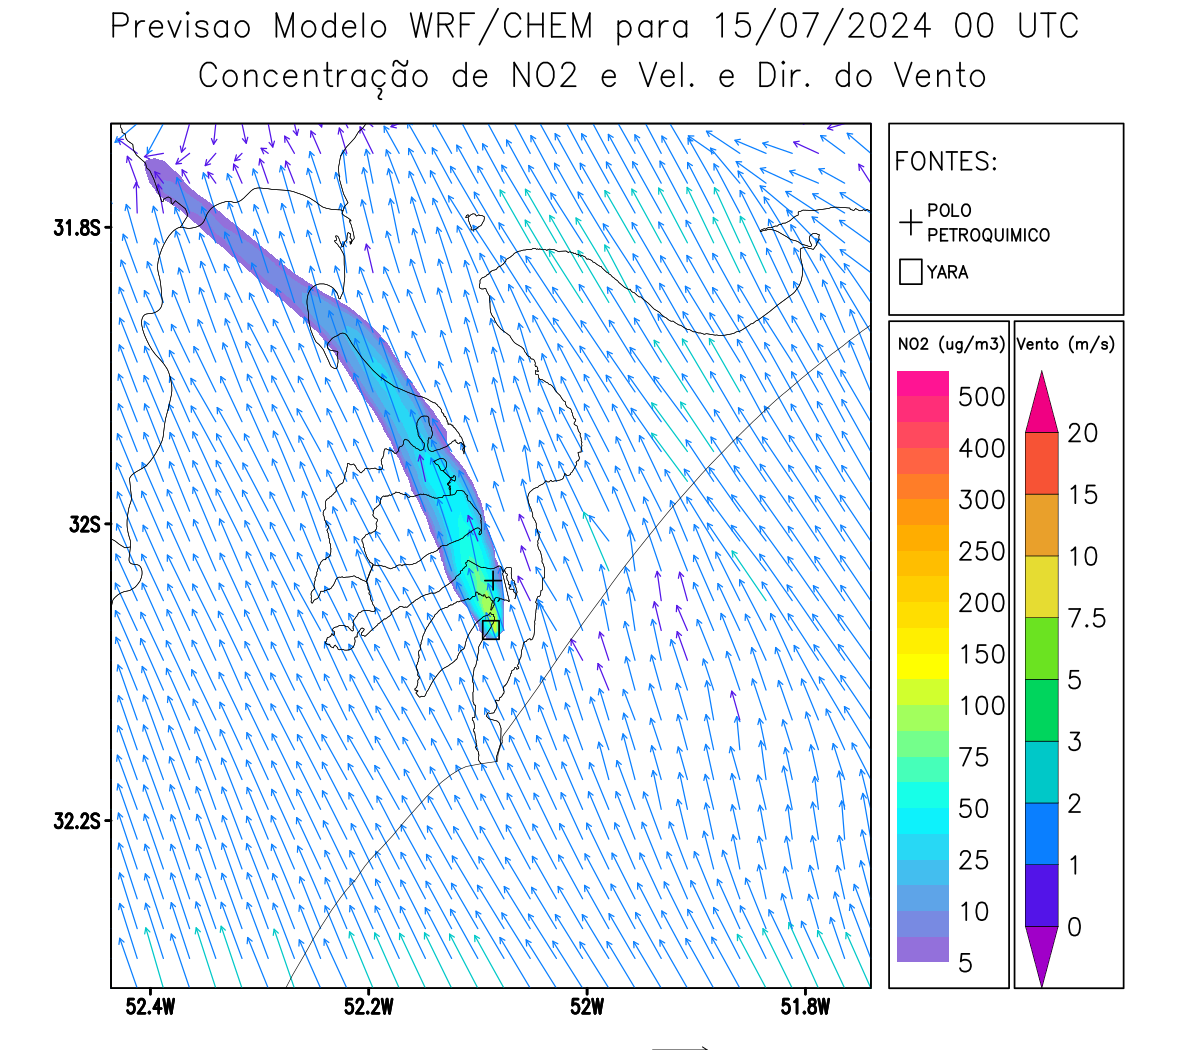 Previsao Modelo WRF/CHEM para 15/07/2024 00 UTC
Concentração de NO2 e Vel. e Dir. do Vento
FONTES:
POLO
PETROQUIMICO
YARA
31.8S
32S
32.2S
52.4W
52.2W
52W
51.8W
NO2 (ug/m3)
500
400
300
250
200
150
100
75
50
25
10
5
Vento (m/s)
20
15
10
7.5
5
3
2
1
0